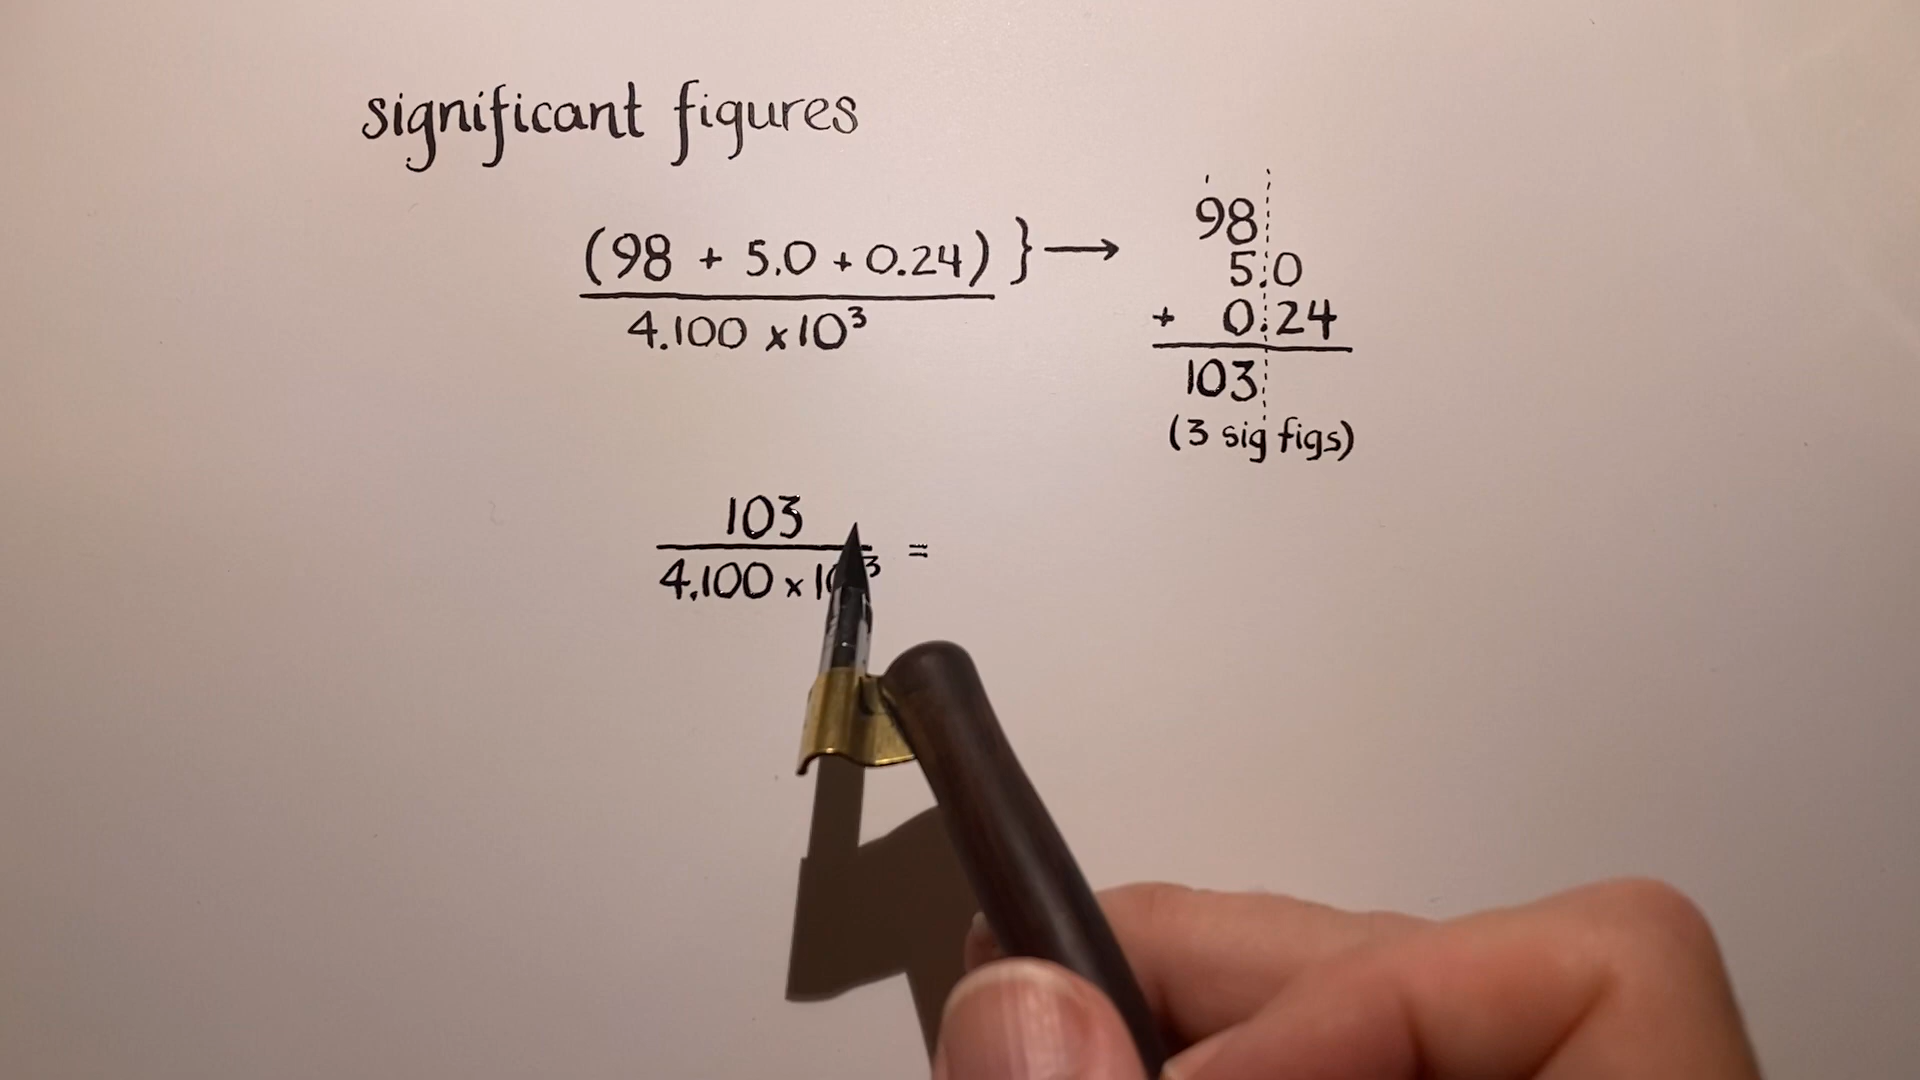 significant figures
(98 + 5.0 + 0.24) } →
4.100 × 10³
98
5.0
+ 0.24
103
(3 sig figs)
103
4.100 × 10³ =